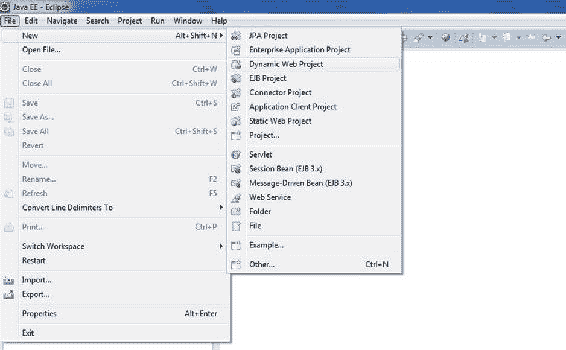 Java EE - Eclipse
File Edit Navigate Search Project Run Window Help
New Alt+Shift+N
Open File...
Close Ctrl+W
Close All Ctrl+Shift+W
Save Ctrl+S
Save As...
Save All Ctrl+Shift+S
Revert
Move...
Rename... F2
Refresh F5
Convert Line Delimiters To
Print... Ctrl+P
Switch Workspace
Restart
Import...
Export...
Properties Alt+Enter
Exit
JPA Project
Enterprise Application Project
Dynamic Web Project
EJB Project
Connector Project
Application Client Project
Static Web Project
Project...
Servlet
Session Bean (EJB 3.x)
Message-Driven Bean (EJB 3.x)
Web Service
Folder
File
Example...
Other... Ctrl+N